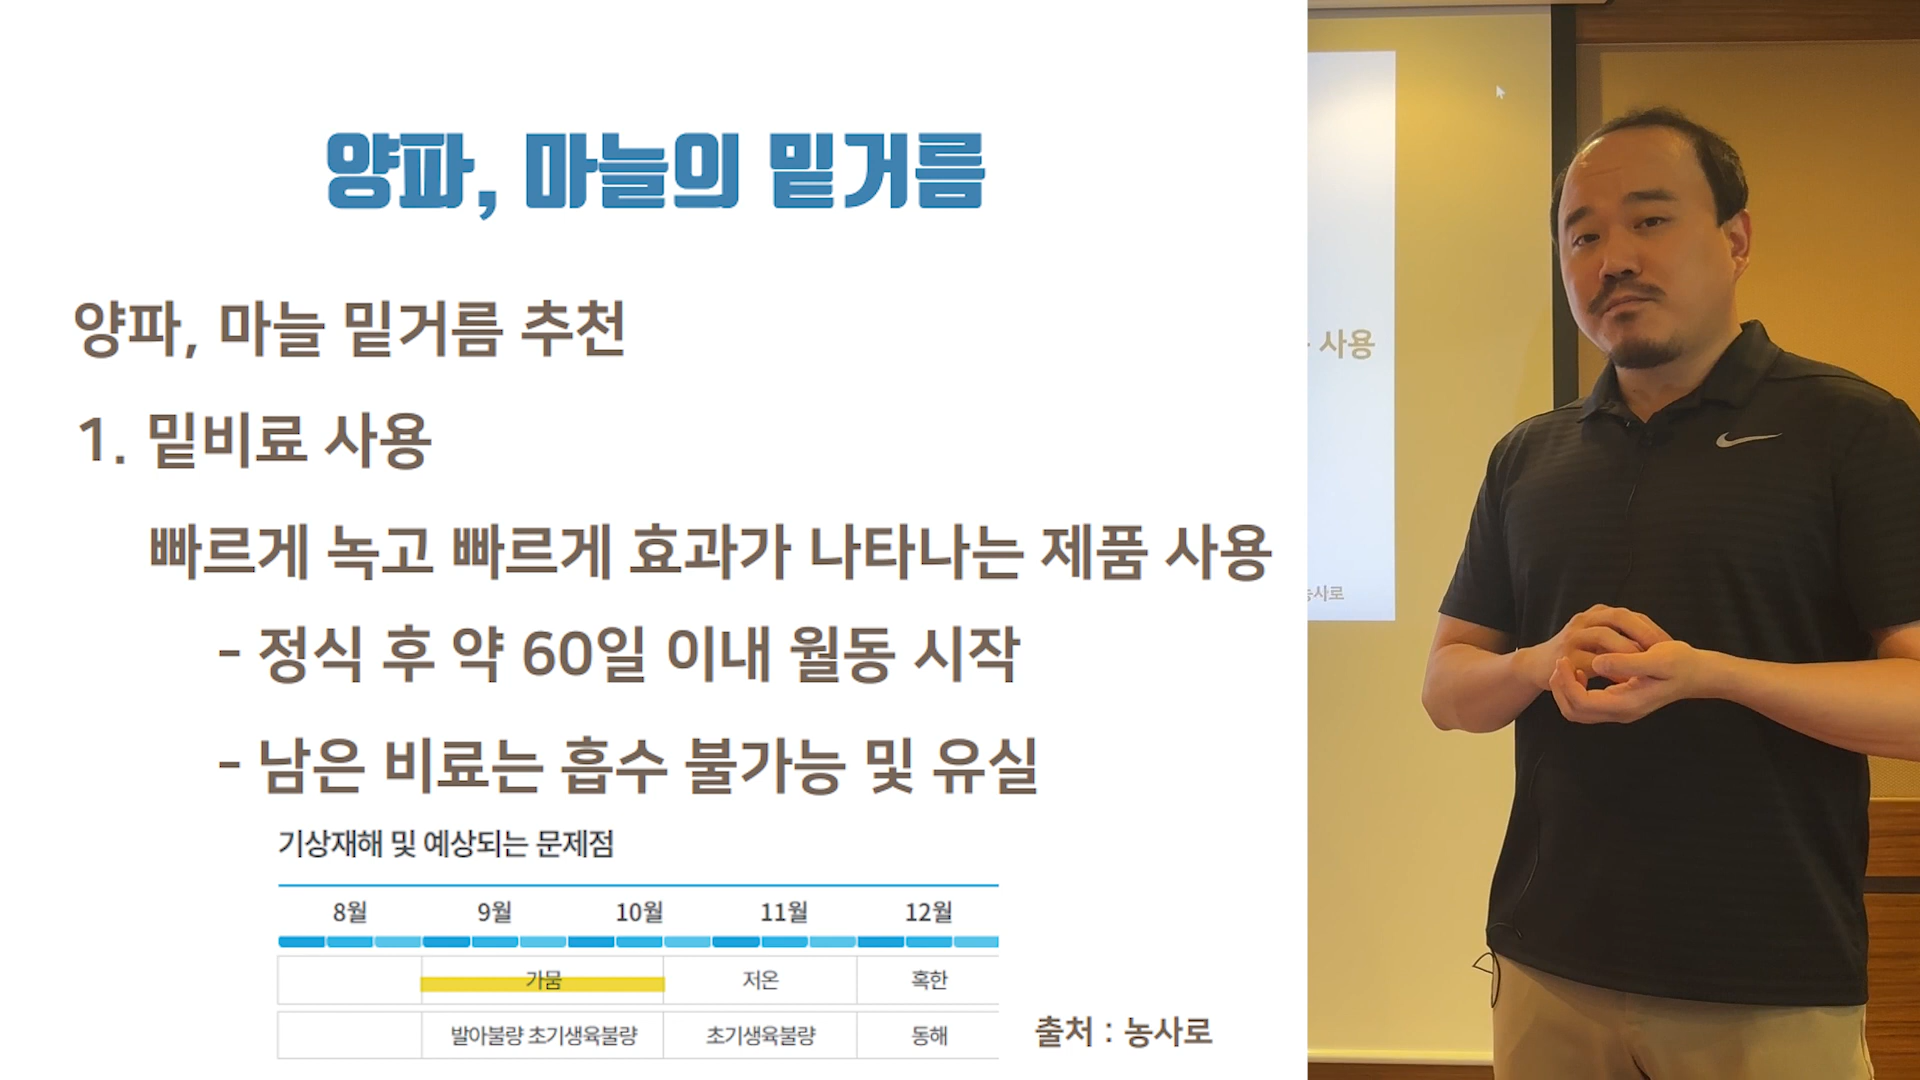 양파, 마늘의 밑거름
양파, 마늘 밑거름 추천
1. 밑비료 사용
빠르게 녹고 빠르게 효과가 나타나는 제품 사용
- 정식 후 약 60일 이내 월동 시작
- 남은 비료는 흡수 불가능 및 유실
기상재해 및 예상되는 문제점
8월 9월 10월 11월 12월
가뭄 저온 혹한
발아불량 초기생육불량 초기생육불량 동해
출처 : 농사로
사용
농사로